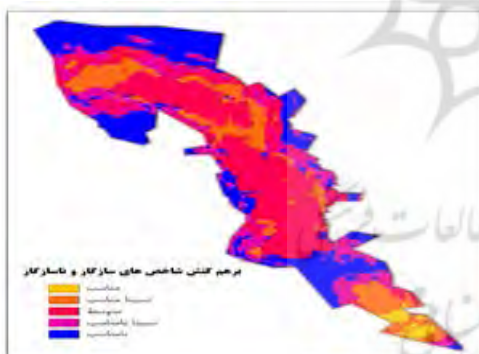 برهم کنش شاخص های سازگار و ناسازگار
مناسب
نسبتا مناسب
متوسط
نسبتا نامناسب
نامناسب